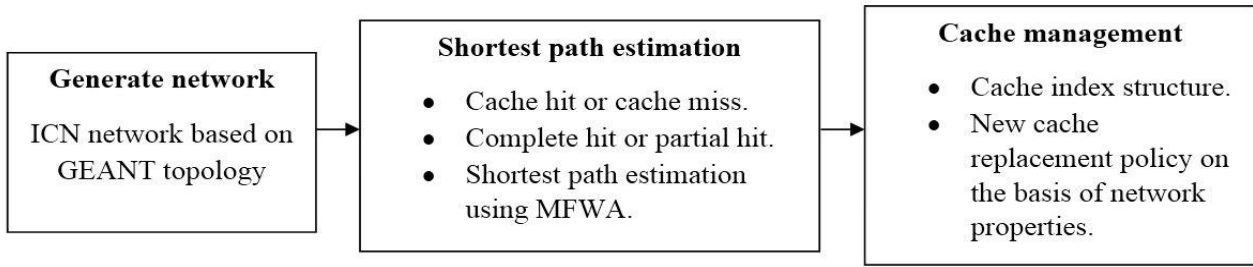 Generate network
ICN network based on
GEANT topology
Shortest path estimation
● Cache hit or cache miss.
● Complete hit or partial hit.
● Shortest path estimation
using MFWA.
Cache management
● Cache index structure.
● New cache
replacement policy on
the basis of network
properties.